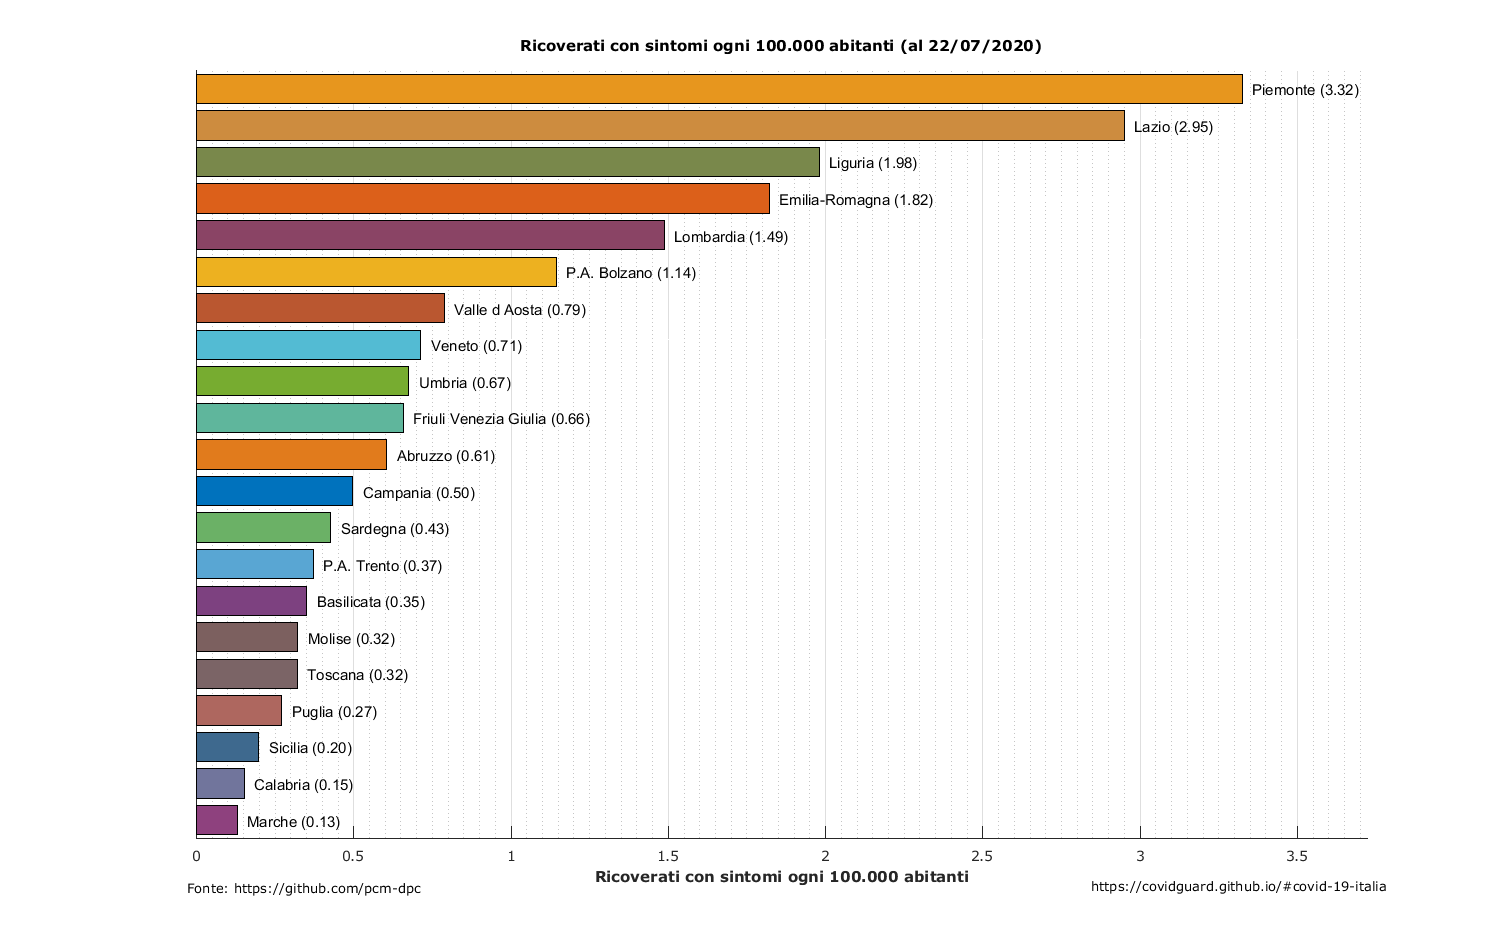 Ricoverati con sintomi ogni 100.000 abitanti (al 22/07/2020)
Piemonte (3.32)
Lazio (2.95)
Liguria (1.98)
Emilia-Romagna (1.82)
Lombardia (1.49)
P.A. Bolzano (1.14)
Valle d Aosta (0.79)
Veneto (0.71)
Umbria (0.67)
Friuli Venezia Giulia (0.66)
Abruzzo (0.61)
Campania (0.50)
Sardegna (0.43)
P.A. Trento (0.37)
Basilicata (0.35)
Molise (0.32)
Toscana (0.32)
Puglia (0.27)
Sicilia (0.20)
Calabria (0.15)
Marche (0.13)
0 0.5 1 1.5 2 2.5 3 3.5
Ricoverati con sintomi ogni 100.000 abitanti
Fonte: https://github.com/pcm-dpc
https://covidguard.github.io/#covid-19-italia